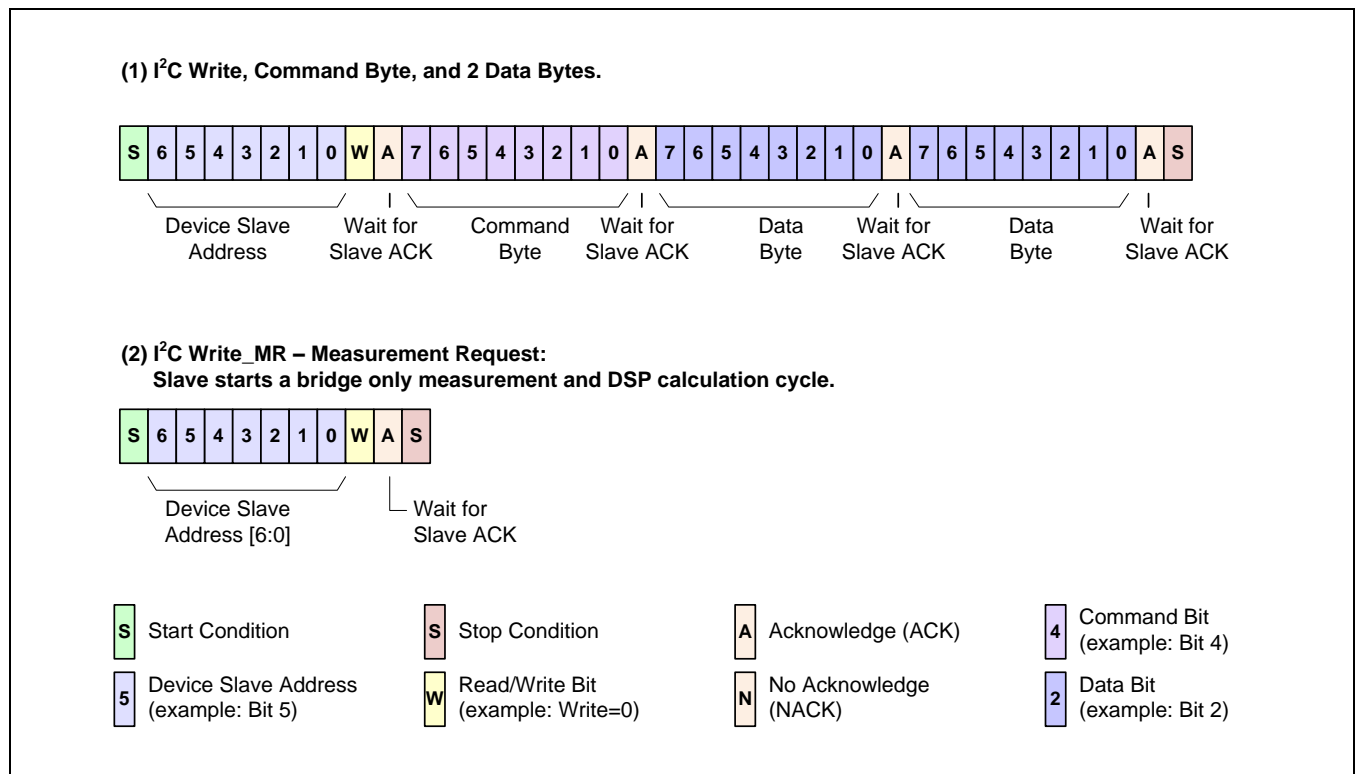 (1) I²C Write, Command Byte, and 2 Data Bytes.
S 6 5 4 3 2 1 0 W A 7 6 5 4 3 2 1 0 A 7 6 5 4 3 2 1 0 A 7 6 5 4 3 2 1 0 A S
Device Slave Address
Wait for Slave ACK
Command Byte
Wait for Slave ACK
Data Byte
Wait for Slave ACK
Data Byte
Wait for Slave ACK
(2) I²C Write_MR – Measurement Request:
Slave starts a bridge only measurement and DSP calculation cycle.
S 6 5 4 3 2 1 0 W A S
Device Slave
Address [6:0]
Wait for
Slave ACK
S Start Condition
S Stop Condition
A Acknowledge (ACK)
4 Command Bit
(example: Bit 4)
5 Device Slave Address
(example: Bit 5)
W Read/Write Bit
(example: Write=0)
N No Acknowledge
(NACK)
2 Data Bit
(example: Bit 2)